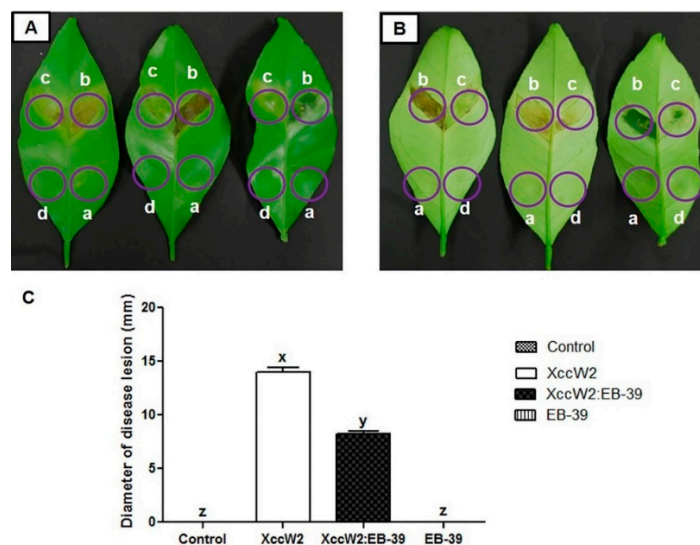 A
B
c b c b c b
d a d a d a
b c b c b c
a d a d a d
C
Diameter of disease lesion (mm)
20
15
10
5
0
z x y z
Control XccW2 XccW2:EB-39 EB-39
Control
XccW2
XccW2:EB-39
EB-39